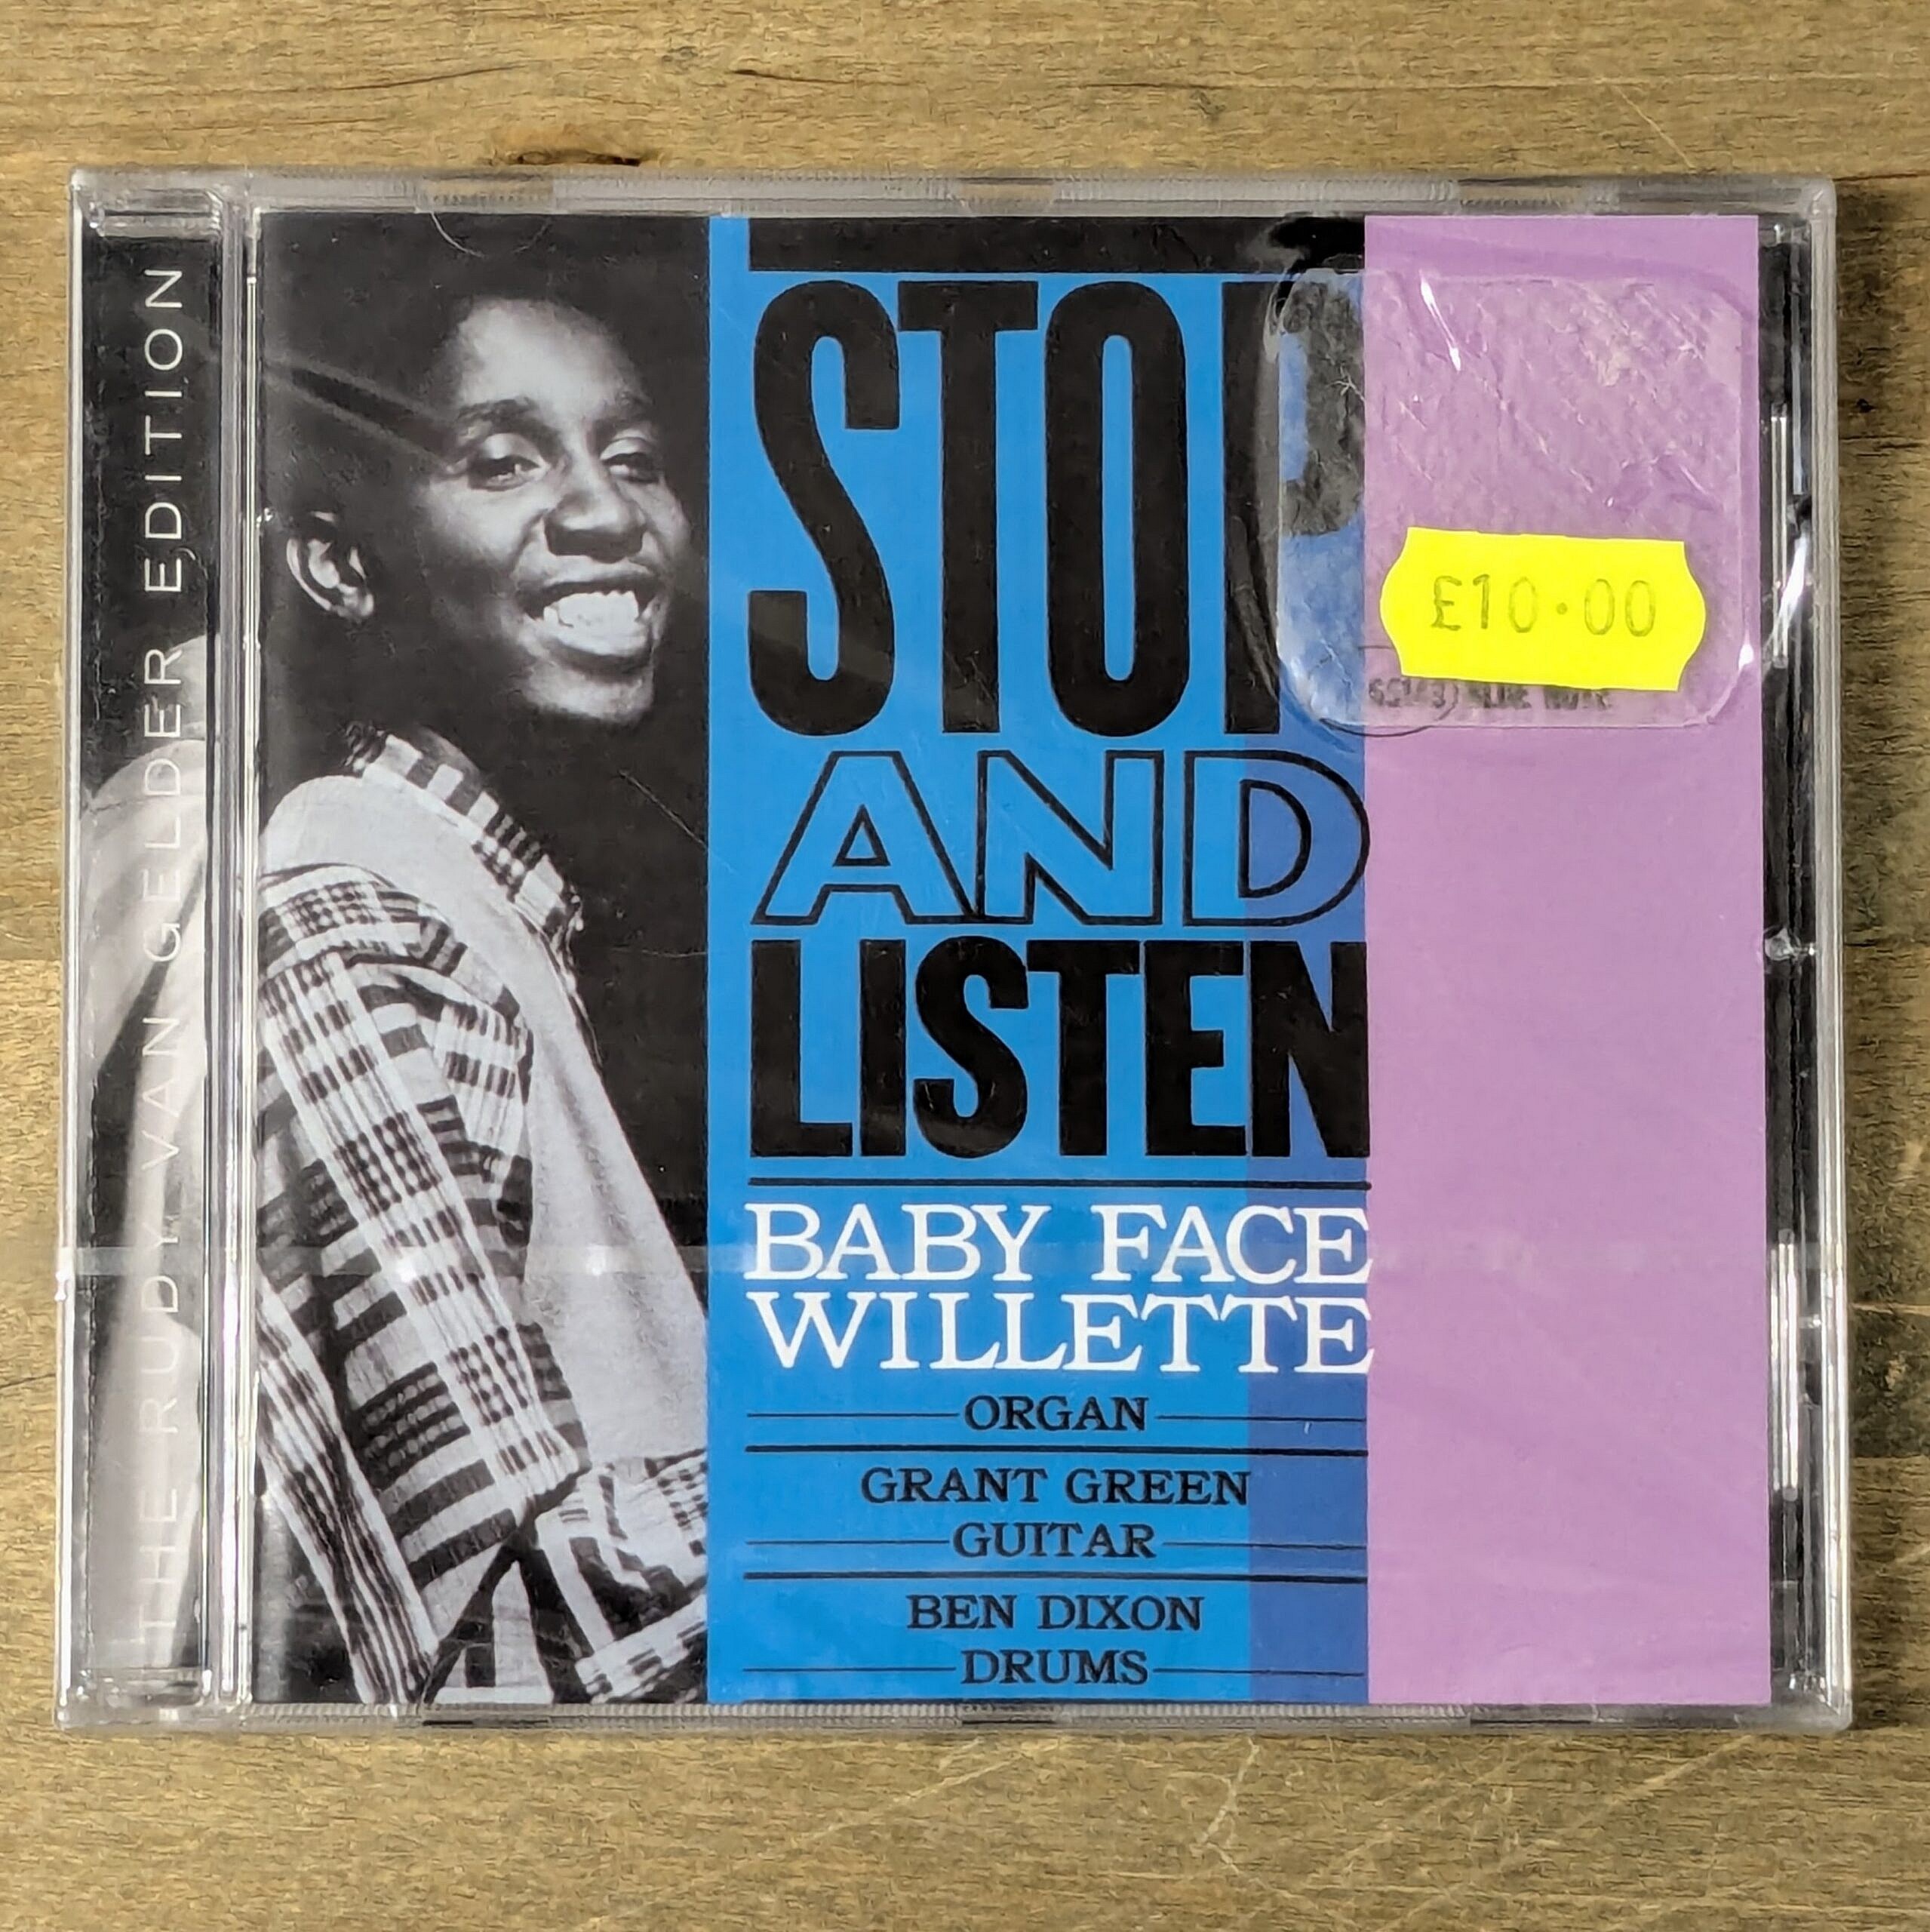 THE RUDY VAN GELDER EDITION
STOP
AND
LISTEN
BABY FACE
WILLETTE
ORGAN
GRANT GREEN
GUITAR
BEN DIXON
DRUMS
£10.00